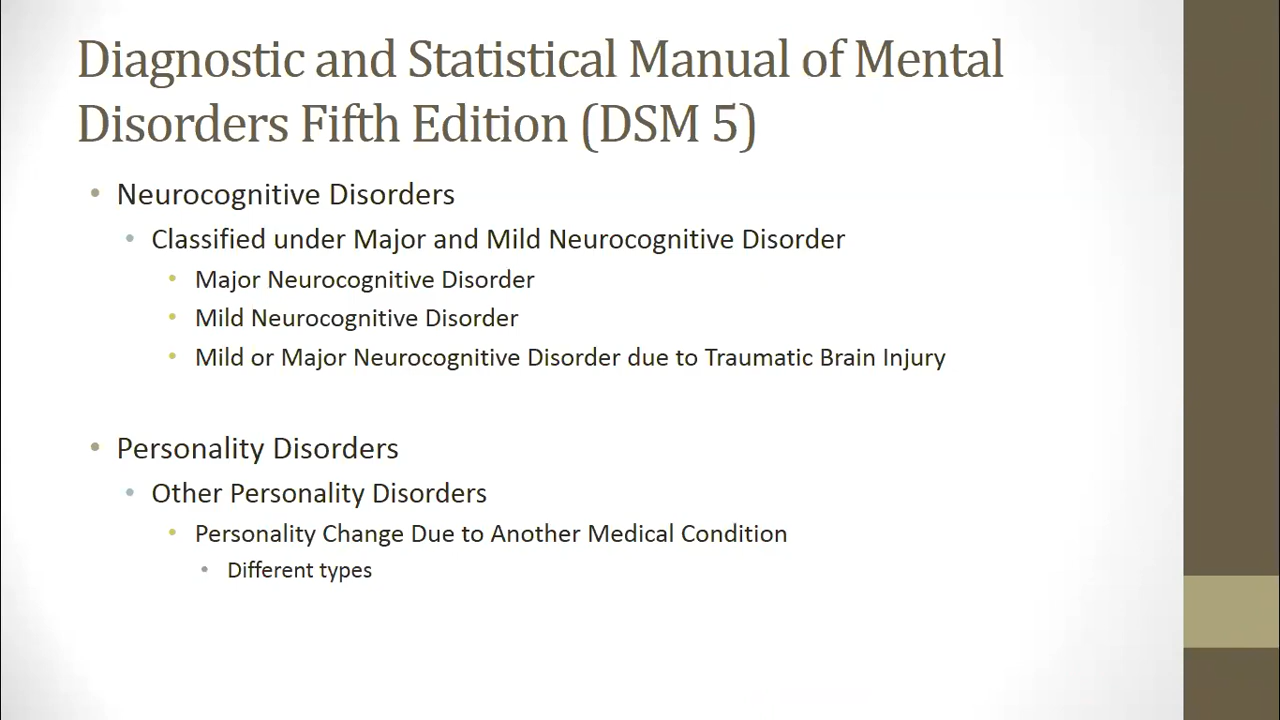 Diagnostic and Statistical Manual of Mental
Disorders Fifth Edition (DSM 5)
• Neurocognitive Disorders
• Classified under Major and Mild Neurocognitive Disorder
• Major Neurocognitive Disorder
• Mild Neurocognitive Disorder
• Mild or Major Neurocognitive Disorder due to Traumatic Brain Injury
• Personality Disorders
• Other Personality Disorders
• Personality Change Due to Another Medical Condition
• Different types